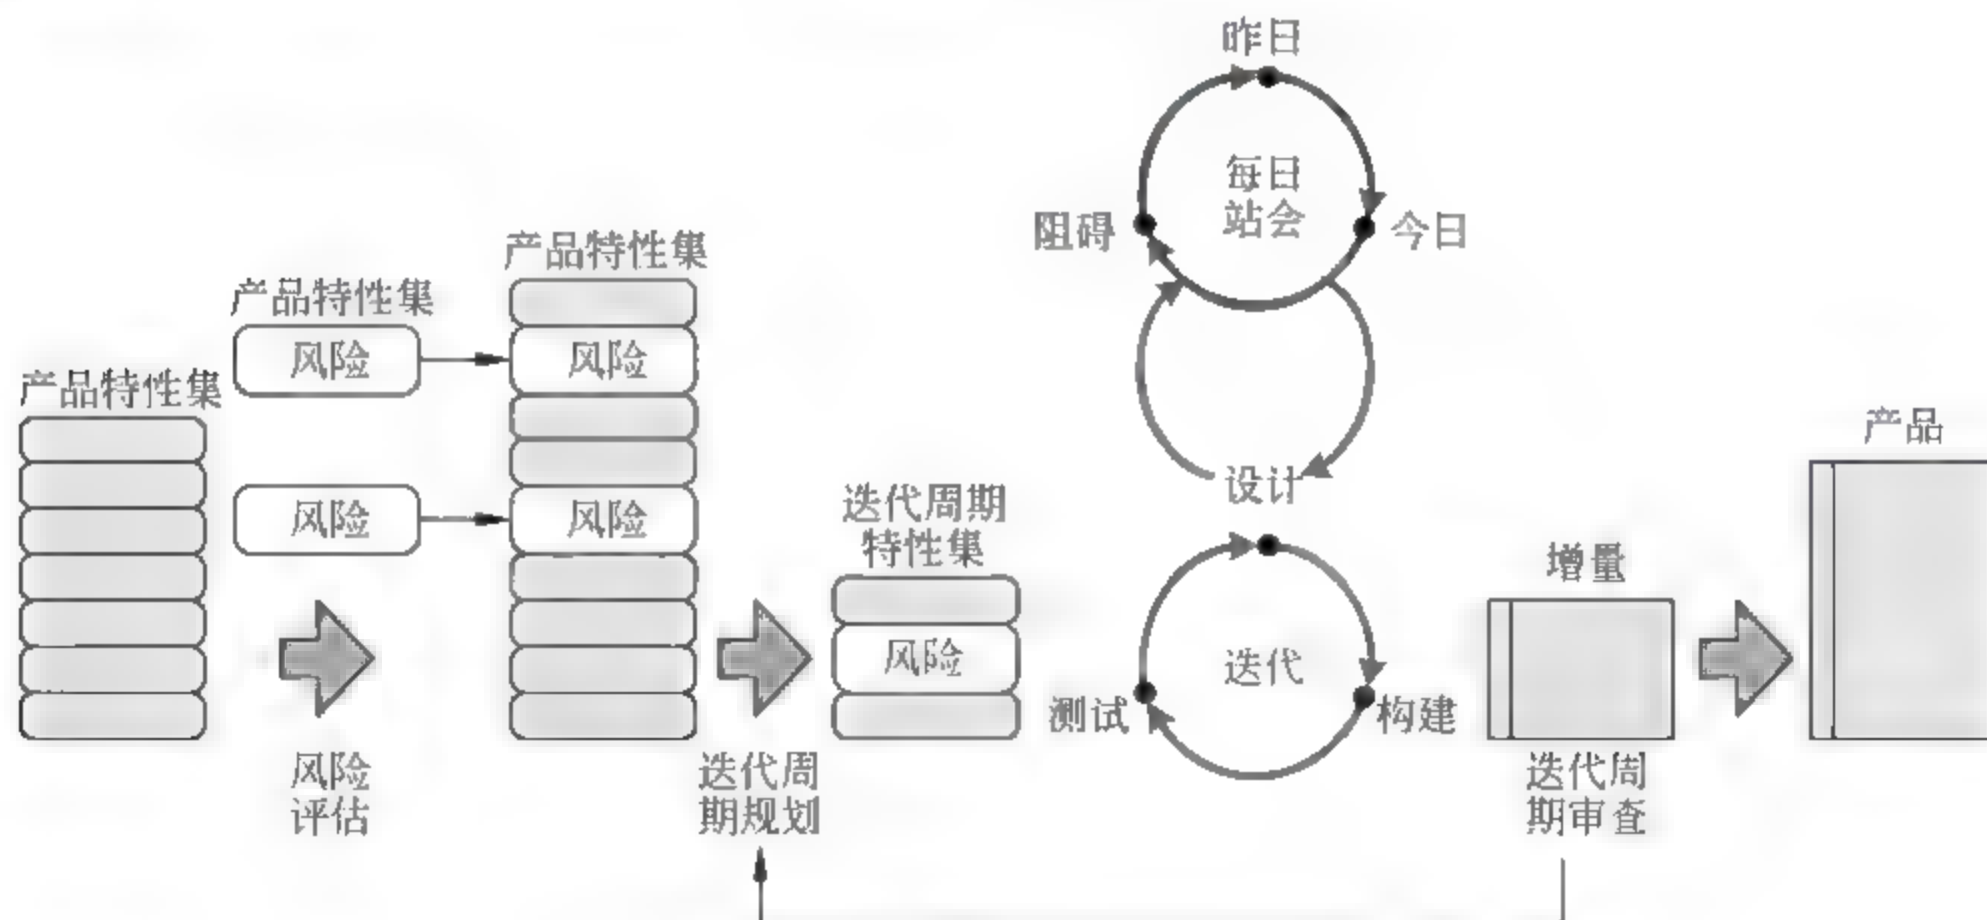 产品特性集
风险
评估
产品特性集
风险
风险
产品特性集
风险
风险
迭代周
期规划
迭代周期
特性集
风险
昨日
每日
站会
阻碍
今日
设计
迭代
测试
构建
增量
迭代周
期审查
产品